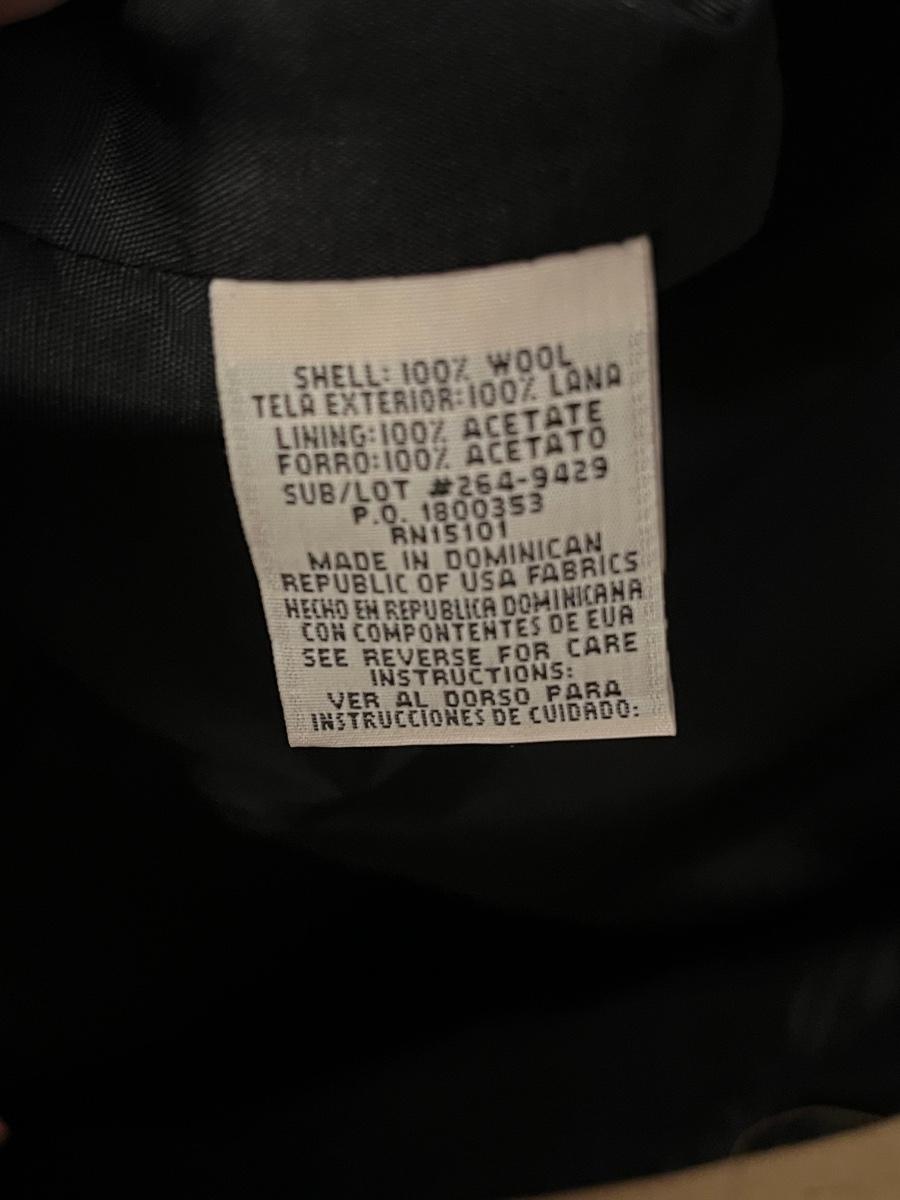 SHELL: 100% WOOL
TELA EXTERIOR: 100% LANA
LINING: 100% ACETATE
FORRO: 100% ACETATO
SUB/LOT #264-9429
P.O. 1800353
RN15101
MADE IN DOMINICAN
REPUBLIC OF USA FABRICS
HECHO EN REPUBLICA DOMINICANA
CON COMPONTENTES DE EUA
SEE REVERSE FOR CARE
INSTRUCTIONS:
VER AL DORSO PARA
INSTRUCCIONES DE CUIDADO: